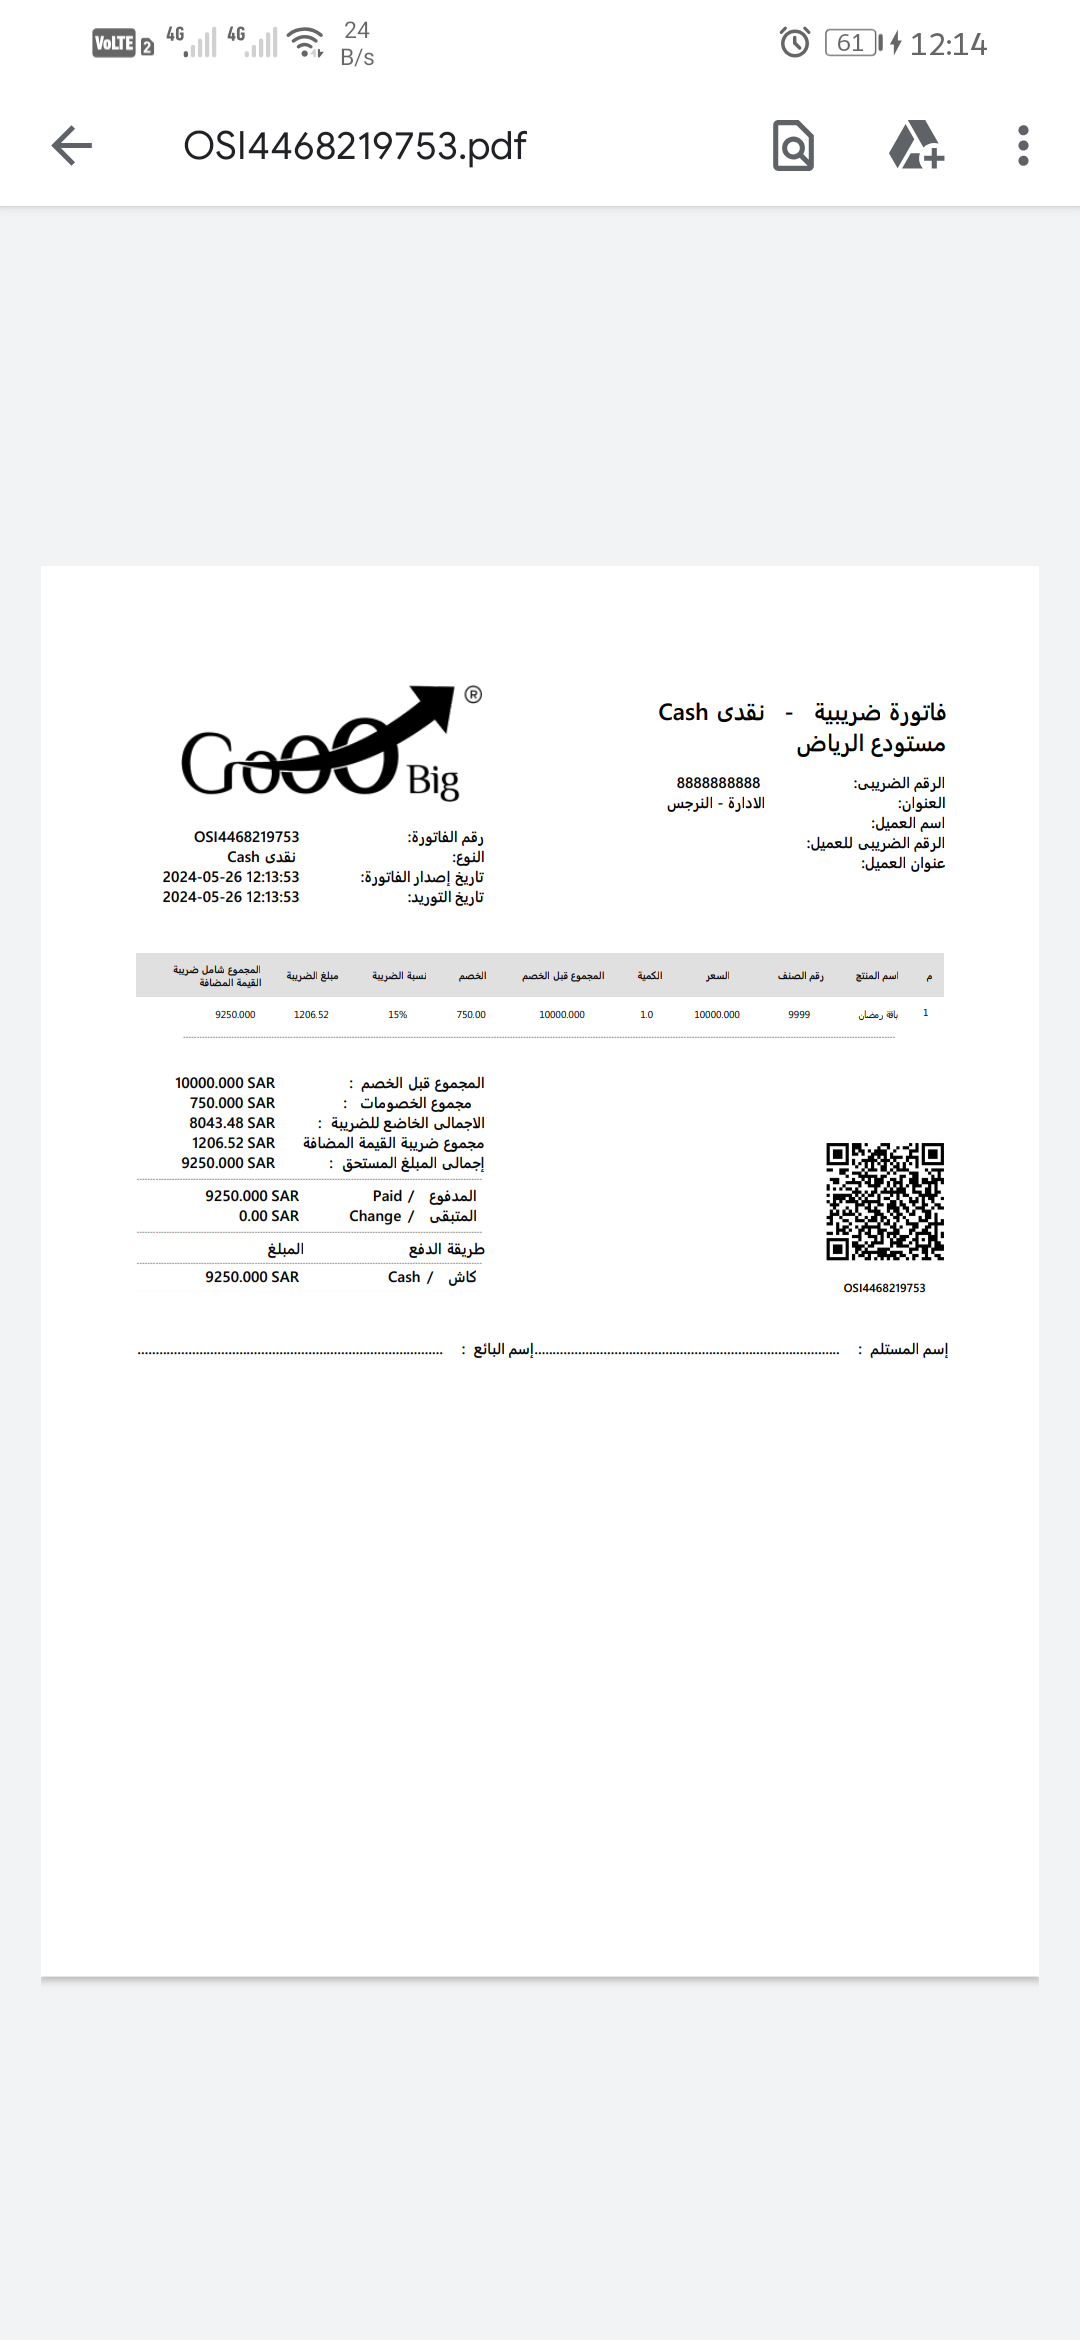 VoLTE 2 4G 4G 24 B/s 61 12:14
OSI4468219753.pdf
GoOO Big ®
فاتورة ضريبية - نقدى Cash
مستودع الرياض
الرقم الضريبى: 8888888888
العنوان: الادارة - النرجس
اسم العميل:
الرقم الضريبى للعميل:
عنوان العميل:
رقم الفاتورة: OSI4468219753
النوع: نقدى Cash
تاريخ إصدار الفاتورة: 2024-05-26 12:13:53
تاريخ التوريد: 2024-05-26 12:13:53
م اسم المنتج رقم الصنف السعر الكمية المجموع قبل الخصم الخصم نسبة الضريبة مبلغ الضريبة المجموع شامل ضريبة القيمة المضافة
1 باقة رمضان 9999 10000.000 1.0 10000.000 750.00 15% 1206.52 9250.000
المجموع قبل الخصم : 10000.000 SAR
مجموع الخصومات : 750.000 SAR
الاجمالى الخاضع للضريبة : 8043.48 SAR
مجموع ضريبة القيمة المضافة 1206.52 SAR
إجمالى المبلغ المستحق : 9250.000 SAR
المدفوع / Paid 9250.000 SAR
المتبقى / Change 0.00 SAR
طريقة الدفع المبلغ
كاش / Cash 9250.000 SAR
OSI4468219753
إسم المستلم : ........................................ إسم البائع : ........................................